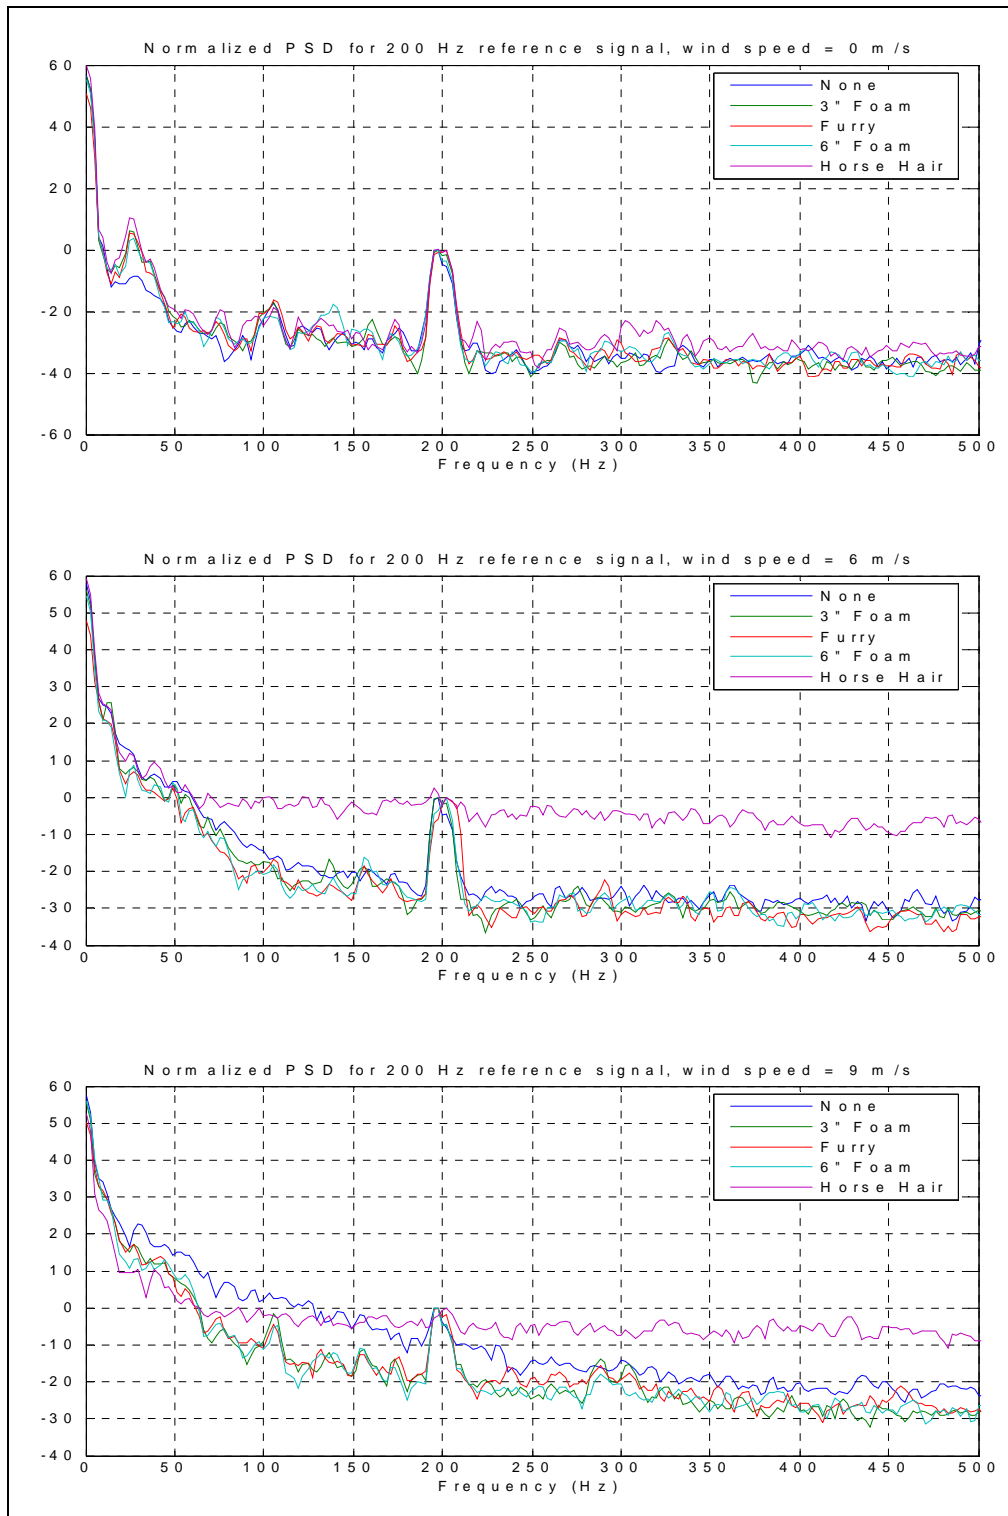 Normalized PSD for 200 Hz reference signal, wind speed = 0 m/s
60
40
20
0
-20
-40
-60
None
3" Foam
Furry
6" Foam
Horse Hair
0 50 100 150 200 250 300 350 400 450 500
Frequency (Hz)
Normalized PSD for 200 Hz reference signal, wind speed = 6 m/s
60
50
40
30
20
10
0
-10
-20
-30
-40
None
3" Foam
Furry
6" Foam
Horse Hair
0 50 100 150 200 250 300 350 400 450 500
Frequency (Hz)
Normalized PSD for 200 Hz reference signal, wind speed = 9 m/s
60
50
40
30
20
10
0
-10
-20
-30
-40
None
3" Foam
Furry
6" Foam
Horse Hair
0 50 100 150 200 250 300 350 400 450 500
Frequency (Hz)